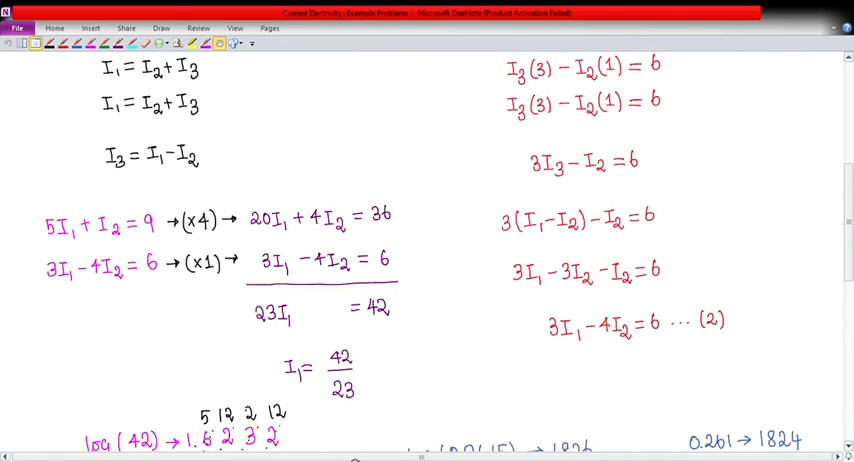 Current Electricity : Example Problems - Microsoft OneNote (Product Activation Failed)
File Home Insert Share Draw Review View Pages
I₁ = I₂ + I₃
I₁ = I₂ + I₃
I₃ = I₁ - I₂
5I₁ + I₂ = 9 → (×4) → 20I₁ + 4I₂ = 36
3I₁ - 4I₂ = 6 → (×1) → 3I₁ - 4I₂ = 6
23I₁ = 42
I₁ = 42/23
5 12 2 12
log(42) → 1.6 2 3 2
I₃(3) - I₂(1) = 6
I₃(3) - I₂(1) = 6
3I₃ - I₂ = 6
3(I₁ - I₂) - I₂ = 6
3I₁ - 3I₂ - I₂ = 6
3I₁ - 4I₂ = 6 ... (2)
→ 1826
0.261 → 1824